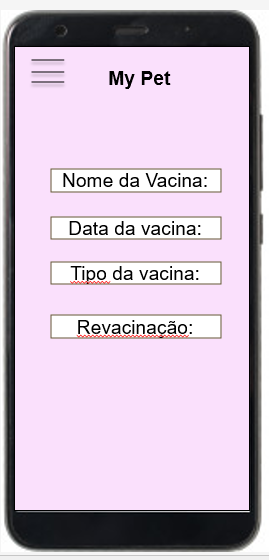 My Pet
Nome da Vacina:
Data da vacina:
Tipo da vacina:
Revacinação: